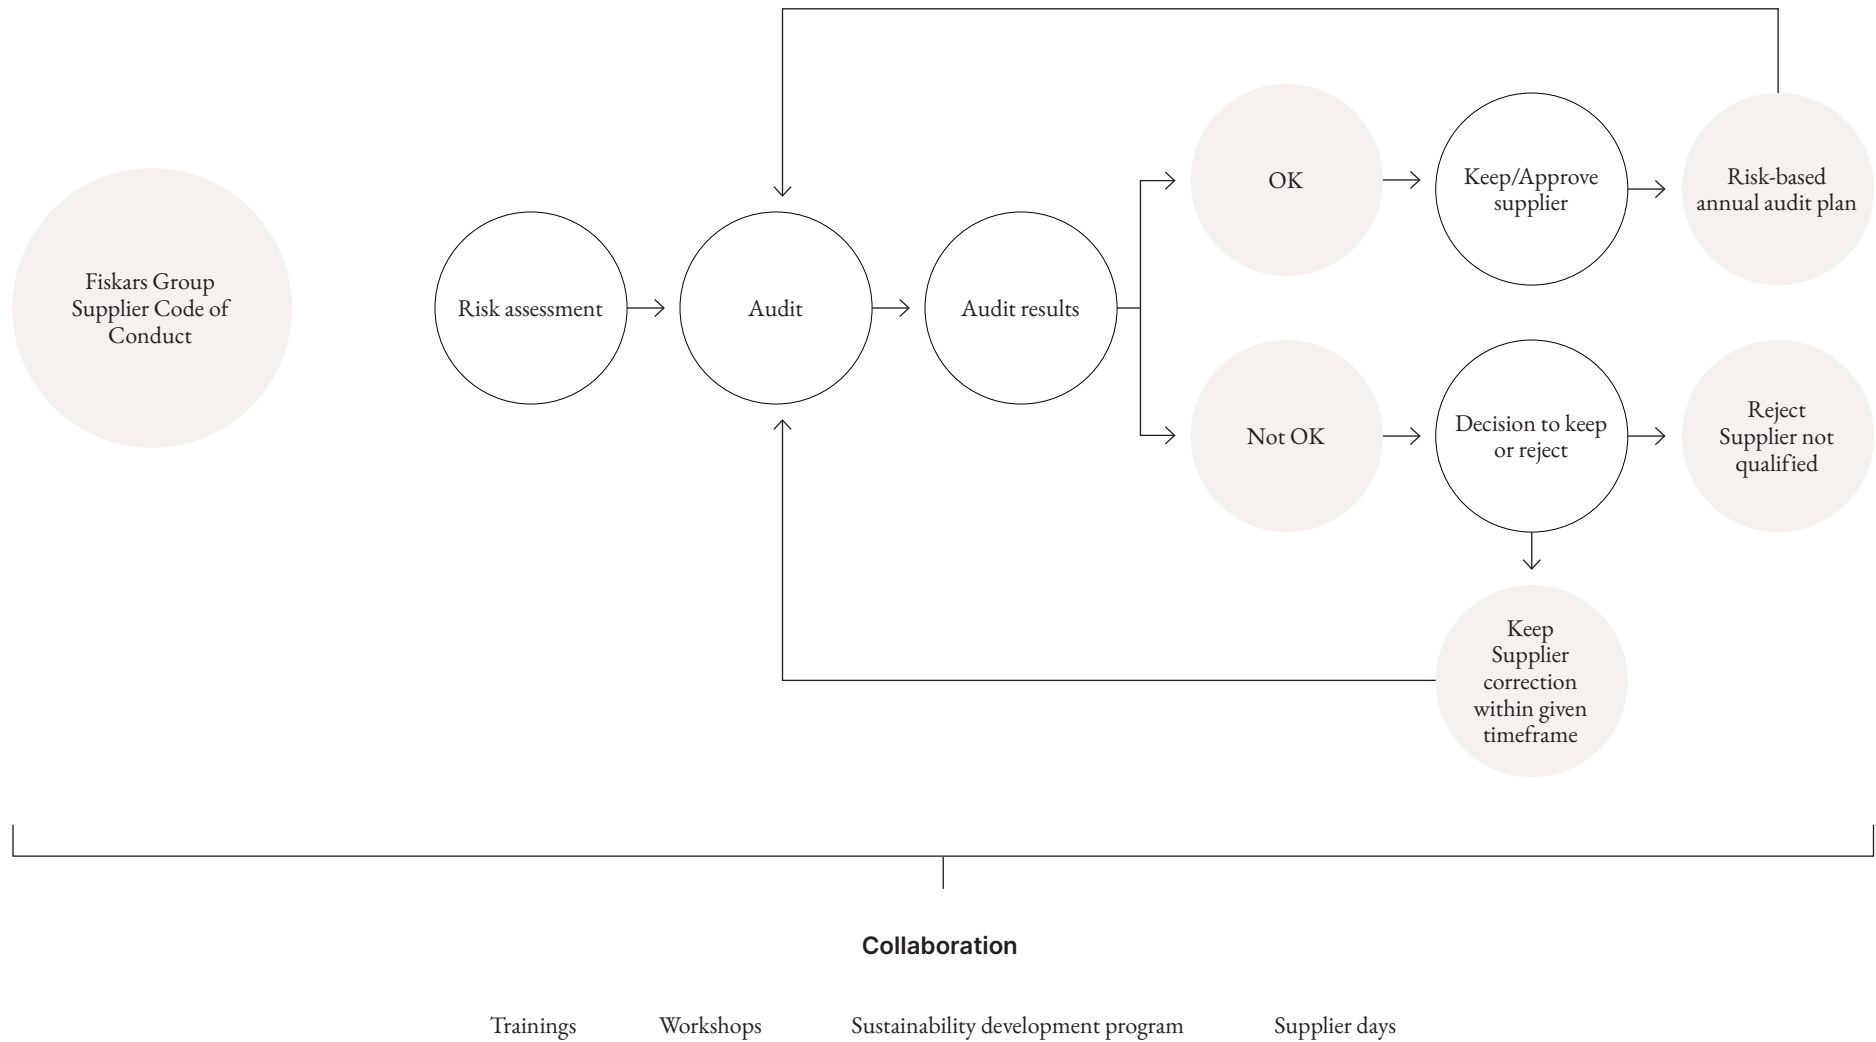 Fiskars Group
Supplier Code of
Conduct
Risk assessment
Audit
Audit results
OK
Keep/Approve
supplier
Risk-based
annual audit plan
Not OK
Decision to keep
or reject
Reject
Supplier not
qualified
Keep
Supplier
correction
within given
timeframe
Collaboration
Trainings
Workshops
Sustainability development program
Supplier days